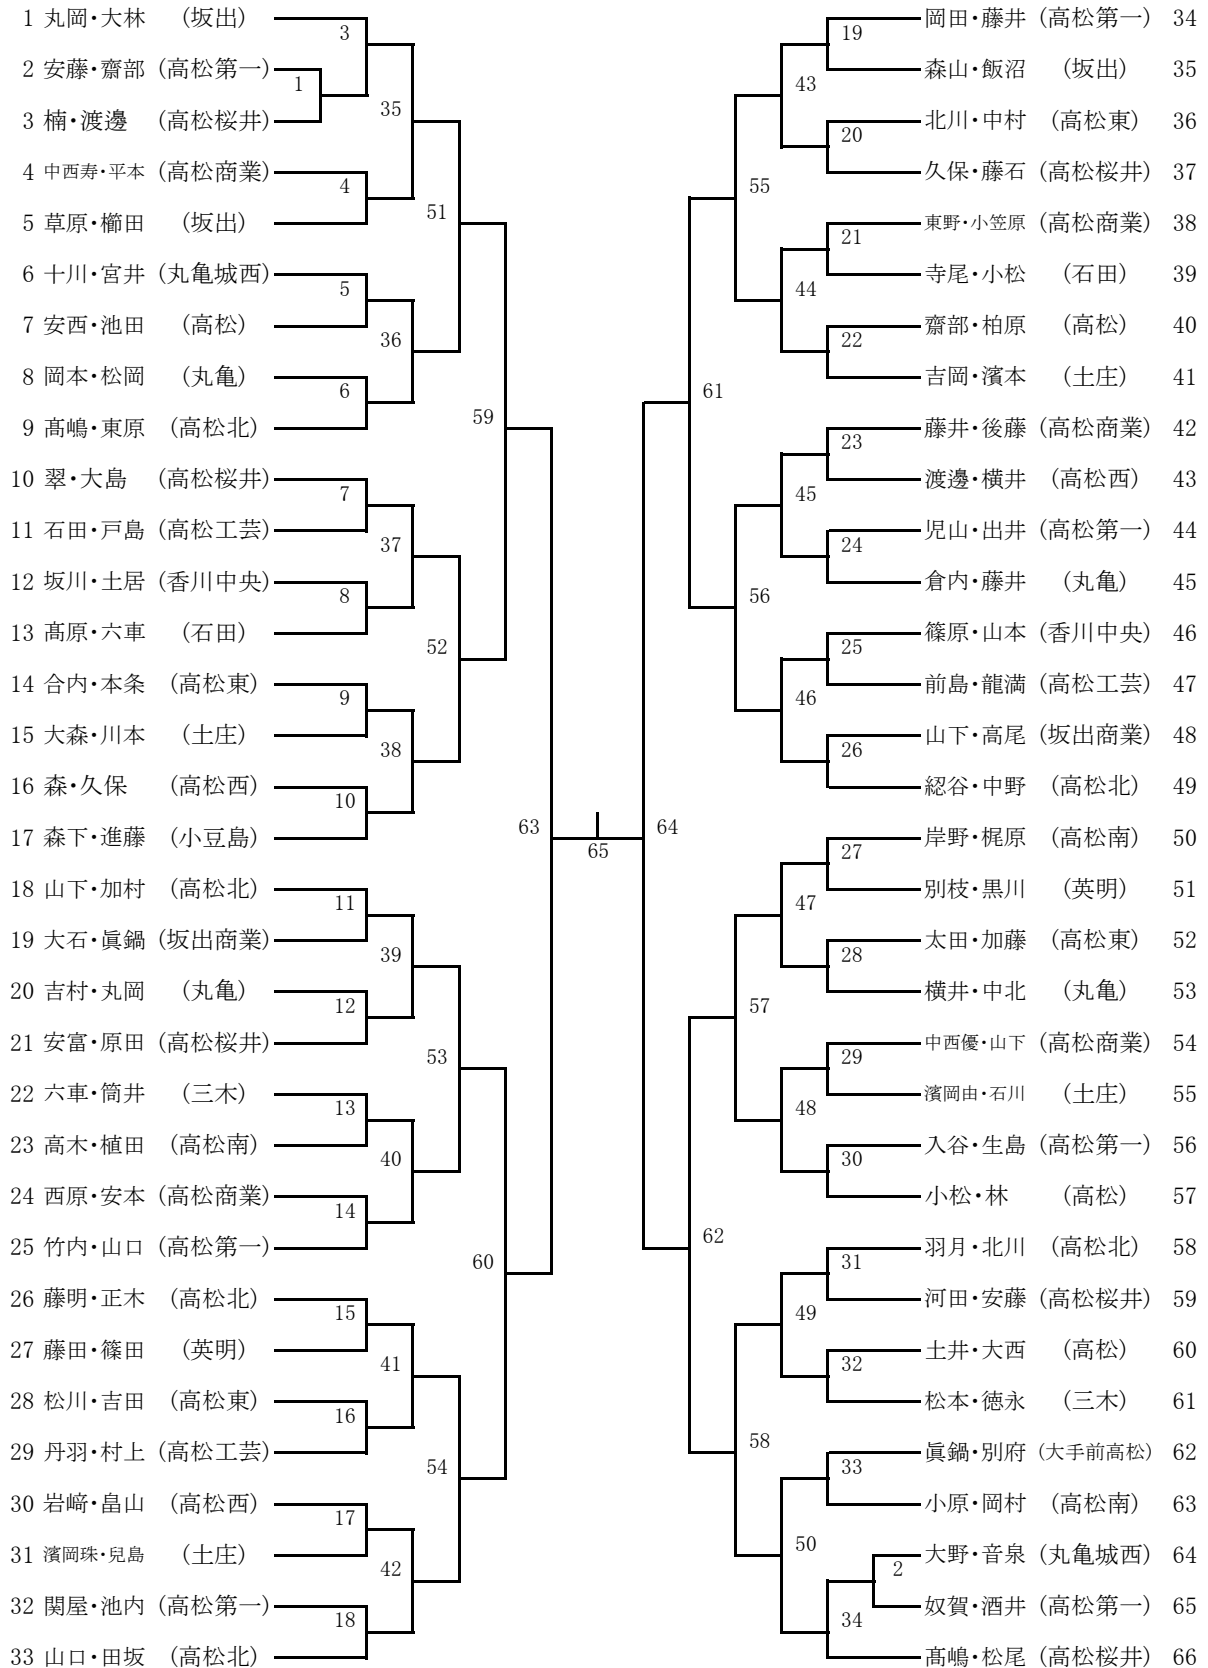 1 丸岡・大林 (坂出)
2 安藤・齋部 (高松第一)
3 楠・渡邊 (高松桜井)
4 中西寿・平本 (高松商業)
5 草原・櫛田 (坂出)
6 十川・宮井 (丸亀城西)
7 安西・池田 (高松)
8 岡本・松岡 (丸亀)
9 髙嶋・東原 (高松北)
10 翠・大島 (高松桜井)
11 石田・戸島 (高松工芸)
12 坂川・土居 (香川中央)
13 髙原・六車 (石田)
14 合内・本条 (高松東)
15 大森・川本 (土庄)
16 森・久保 (高松西)
17 森下・進藤 (小豆島)
18 山下・加村 (高松北)
19 大石・眞鍋 (坂出商業)
20 吉村・丸岡 (丸亀)
21 安富・原田 (高松桜井)
22 六車・筒井 (三木)
23 高木・植田 (高松南)
24 西原・安本 (高松商業)
25 竹内・山口 (高松第一)
26 藤明・正木 (高松北)
27 藤田・篠田 (英明)
28 松川・吉田 (高松東)
29 丹羽・村上 (高松工芸)
30 岩﨑・畠山 (高松西)
31 濱岡珠・兒島 (土庄)
32 関屋・池内 (高松第一)
33 山口・田坂 (高松北)
1
3
4
5
6
7
8
9
10
11
12
13
14
15
16
17
18
35
36
37
38
39
40
41
42
51
52
53
54
59
60
63
65
64
61
62
55
56
57
58
43
44
45
46
47
48
49
50
19
20
21
22
23
24
25
26
27
28
29
30
31
32
33
34
2
岡田・藤井 (高松第一) 34
森山・飯沼 (坂出) 35
北川・中村 (高松東) 36
久保・藤石 (高松桜井) 37
東野・小笠原 (高松商業) 38
寺尾・小松 (石田) 39
齋部・柏原 (高松) 40
吉岡・濱本 (土庄) 41
藤井・後藤 (高松商業) 42
渡邊・横井 (高松西) 43
児山・出井 (高松第一) 44
倉内・藤井 (丸亀) 45
篠原・山本 (香川中央) 46
前島・龍満 (高松工芸) 47
山下・高尾 (坂出商業) 48
綛谷・中野 (高松北) 49
岸野・梶原 (高松南) 50
別枝・黒川 (英明) 51
太田・加藤 (高松東) 52
横井・中北 (丸亀) 53
中西優・山下 (高松商業) 54
濱岡由・石川 (土庄) 55
入谷・生島 (高松第一) 56
小松・林 (高松) 57
羽月・北川 (高松北) 58
河田・安藤 (高松桜井) 59
土井・大西 (高松) 60
松本・徳永 (三木) 61
眞鍋・別府 (大手前高松) 62
小原・岡村 (高松南) 63
大野・音泉 (丸亀城西) 64
奴賀・酒井 (高松第一) 65
髙嶋・松尾 (高松桜井) 66